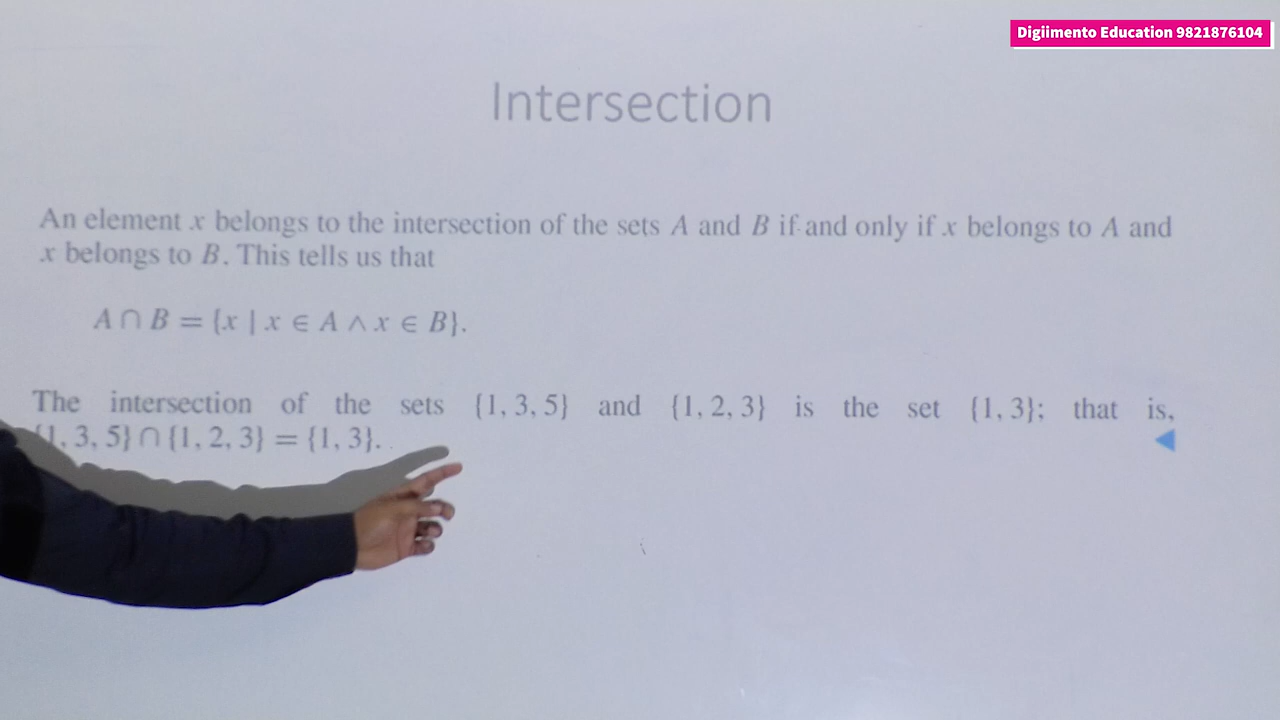 Digiimento Education 9821876104
Intersection
An element x belongs to the intersection of the sets A and B if and only if x belongs to A and
x belongs to B. This tells us that
A ∩ B = {x | x ∈ A ∧ x ∈ B}.
The intersection of the sets {1, 3, 5} and {1, 2, 3} is the set {1, 3}; that is,
{1, 3, 5} ∩ {1, 2, 3} = {1, 3}.